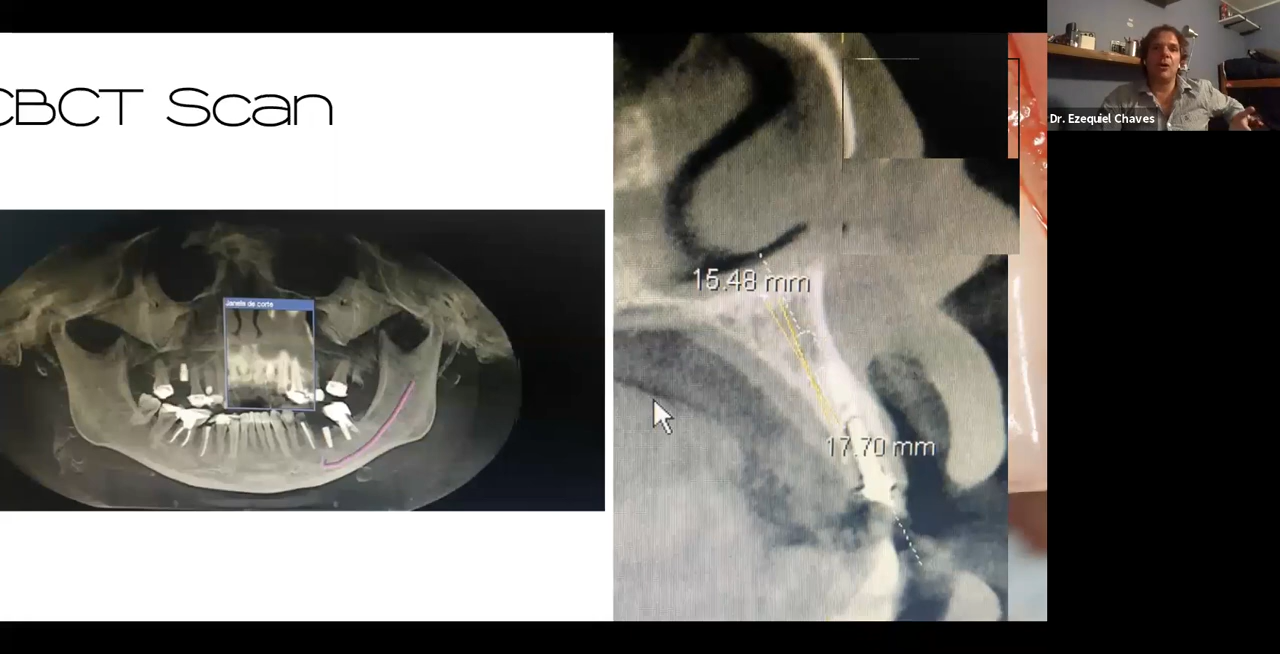 CBCT Scan
Janela de corte
15.48 mm
17.70 mm
Dr. Ezequiel Chaves